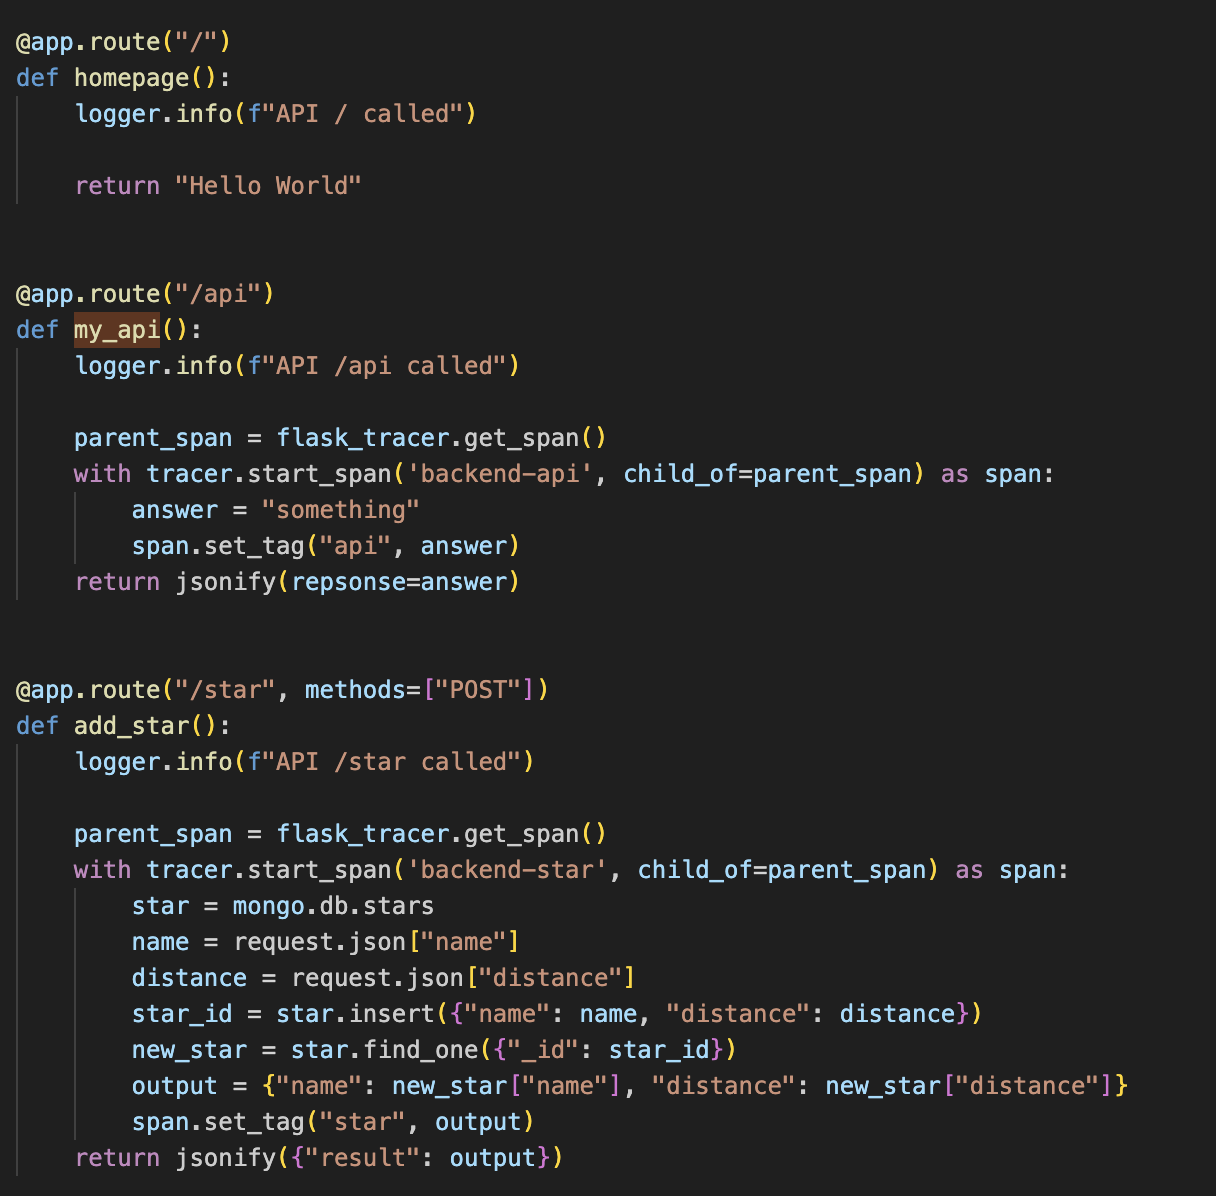 @app.route("/")
def homepage():
    logger.info(f"API / called")
    return "Hello World"
@app.route("/api")
def my_api():
    logger.info(f"API /api called")
    parent_span = flask_tracer.get_span()
    with tracer.start_span('backend-api', child_of=parent_span) as span:
        answer = "something"
        span.set_tag("api", answer)
    return jsonify(repsonse=answer)
@app.route("/star", methods=["POST"])
def add_star():
    logger.info(f"API /star called")
    parent_span = flask_tracer.get_span()
    with tracer.start_span('backend-star', child_of=parent_span) as span:
        star = mongo.db.stars
        name = request.json["name"]
        distance = request.json["distance"]
        star_id = star.insert({"name": name, "distance": distance})
        new_star = star.find_one({"_id": star_id})
        output = {"name": new_star["name"], "distance": new_star["distance"]}
        span.set_tag("star", output)
    return jsonify({"result": output})